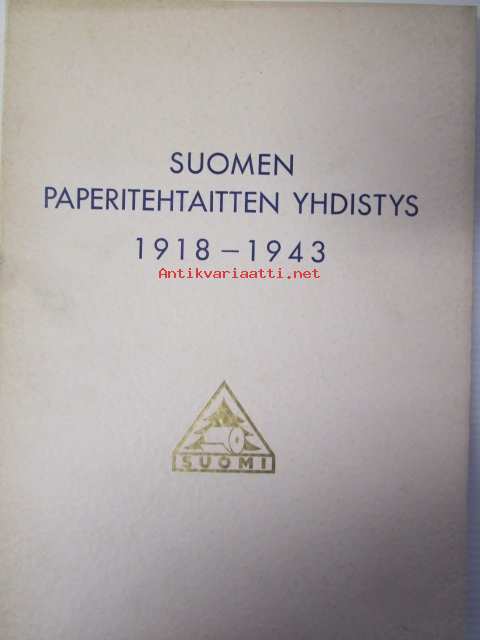 SUOMEN
PAPERITEHTAITTEN YHDISTYS
1918 – 1943
Antikvariaatti.net
SUOMI